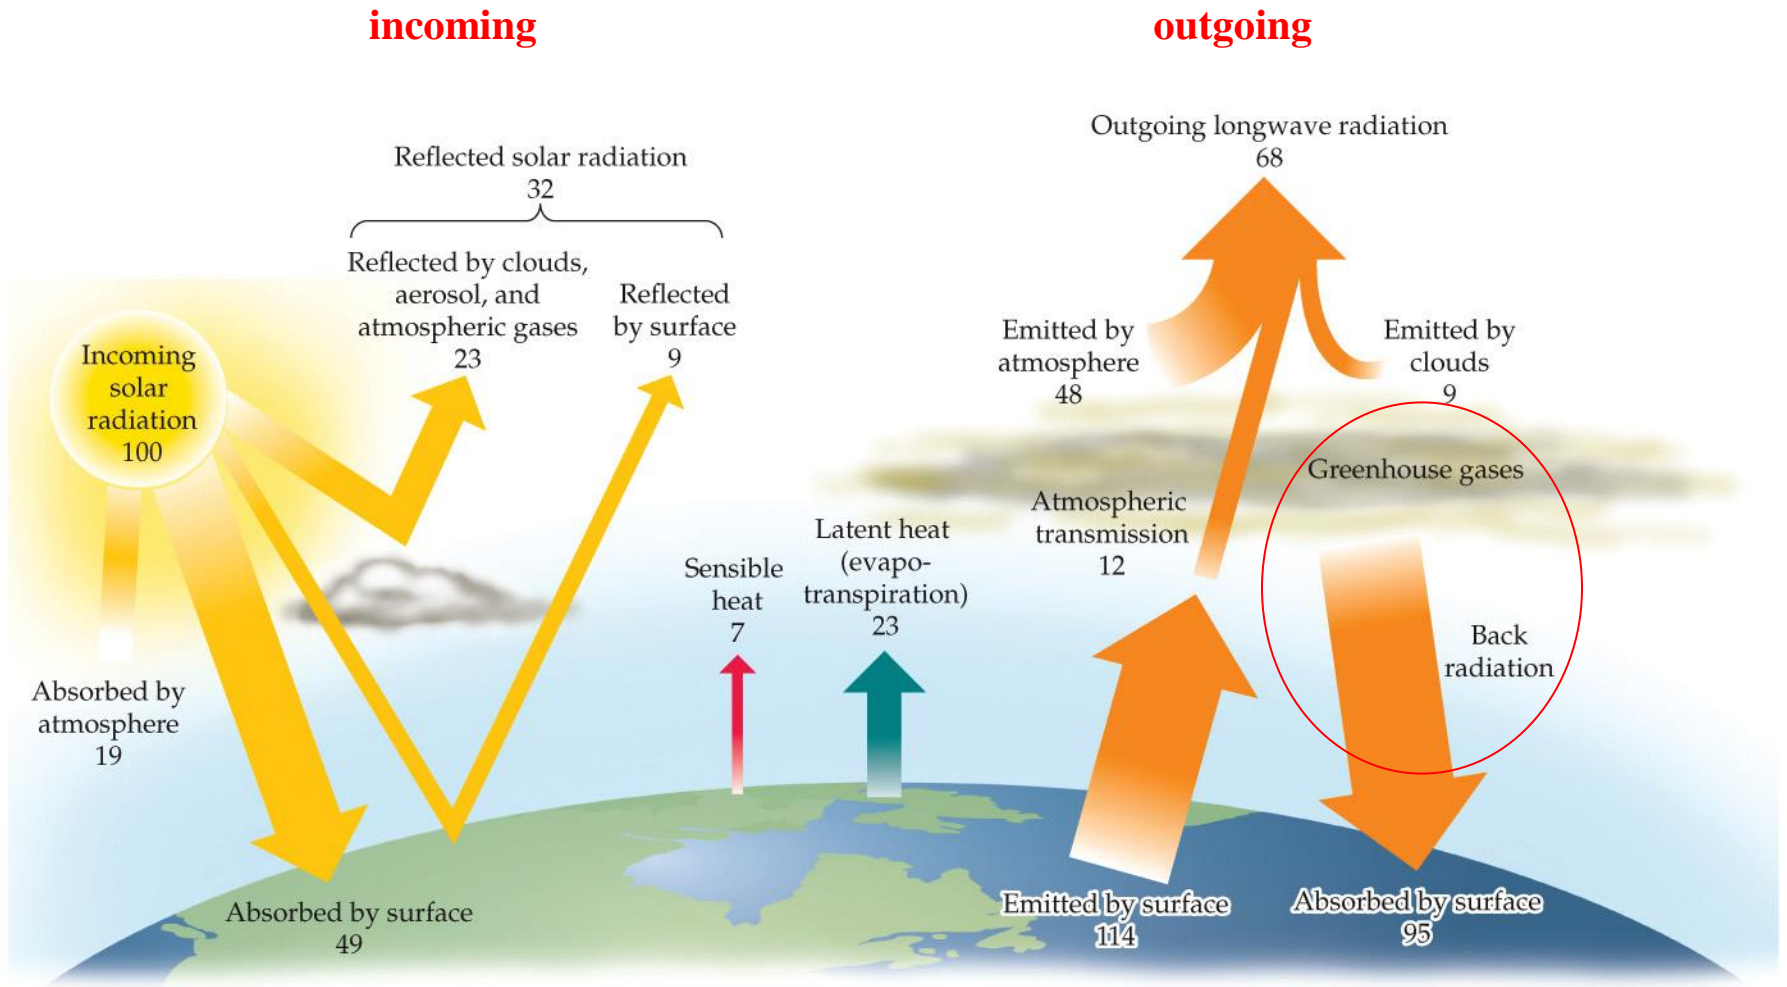 incoming
outgoing
Reflected solar radiation
32
Reflected by clouds,
aerosol, and
atmospheric gases
23
Reflected
by surface
9
Incoming
solar
radiation
100
Absorbed by
atmosphere
19
Absorbed by surface
49
Sensible
heat
7
Latent heat
(evapo-
transpiration)
23
Outgoing longwave radiation
68
Emitted by
atmosphere
48
Emitted by
clouds
9
Greenhouse gases
Atmospheric
transmission
12
Back
radiation
Emitted by surface
114
Absorbed by surface
95